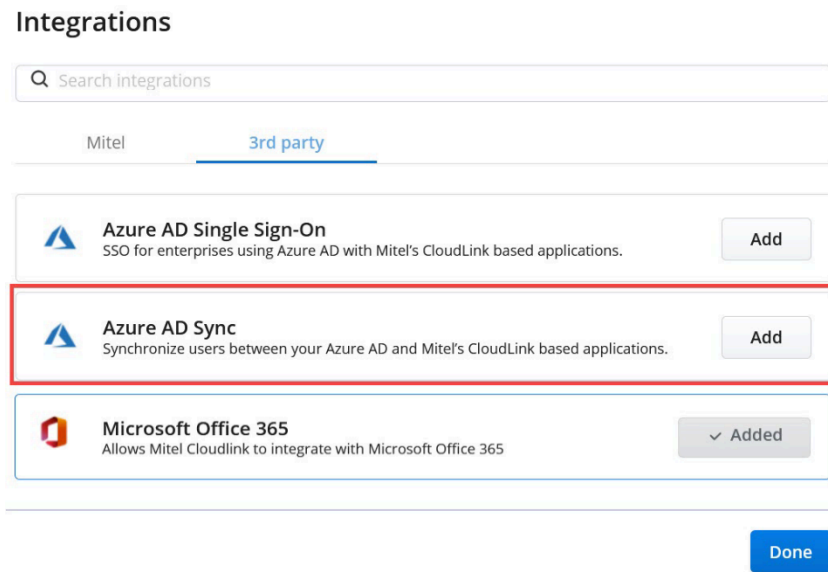 Integrations
Search integrations
Mitel 3rd party
Azure AD Single Sign-On
SSO for enterprises using Azure AD with Mitel's CloudLink based applications.
Add
Azure AD Sync
Synchronize users between your Azure AD and Mitel's CloudLink based applications.
Add
Microsoft Office 365
Allows Mitel Cloudlink to integrate with Microsoft Office 365
Added
Done